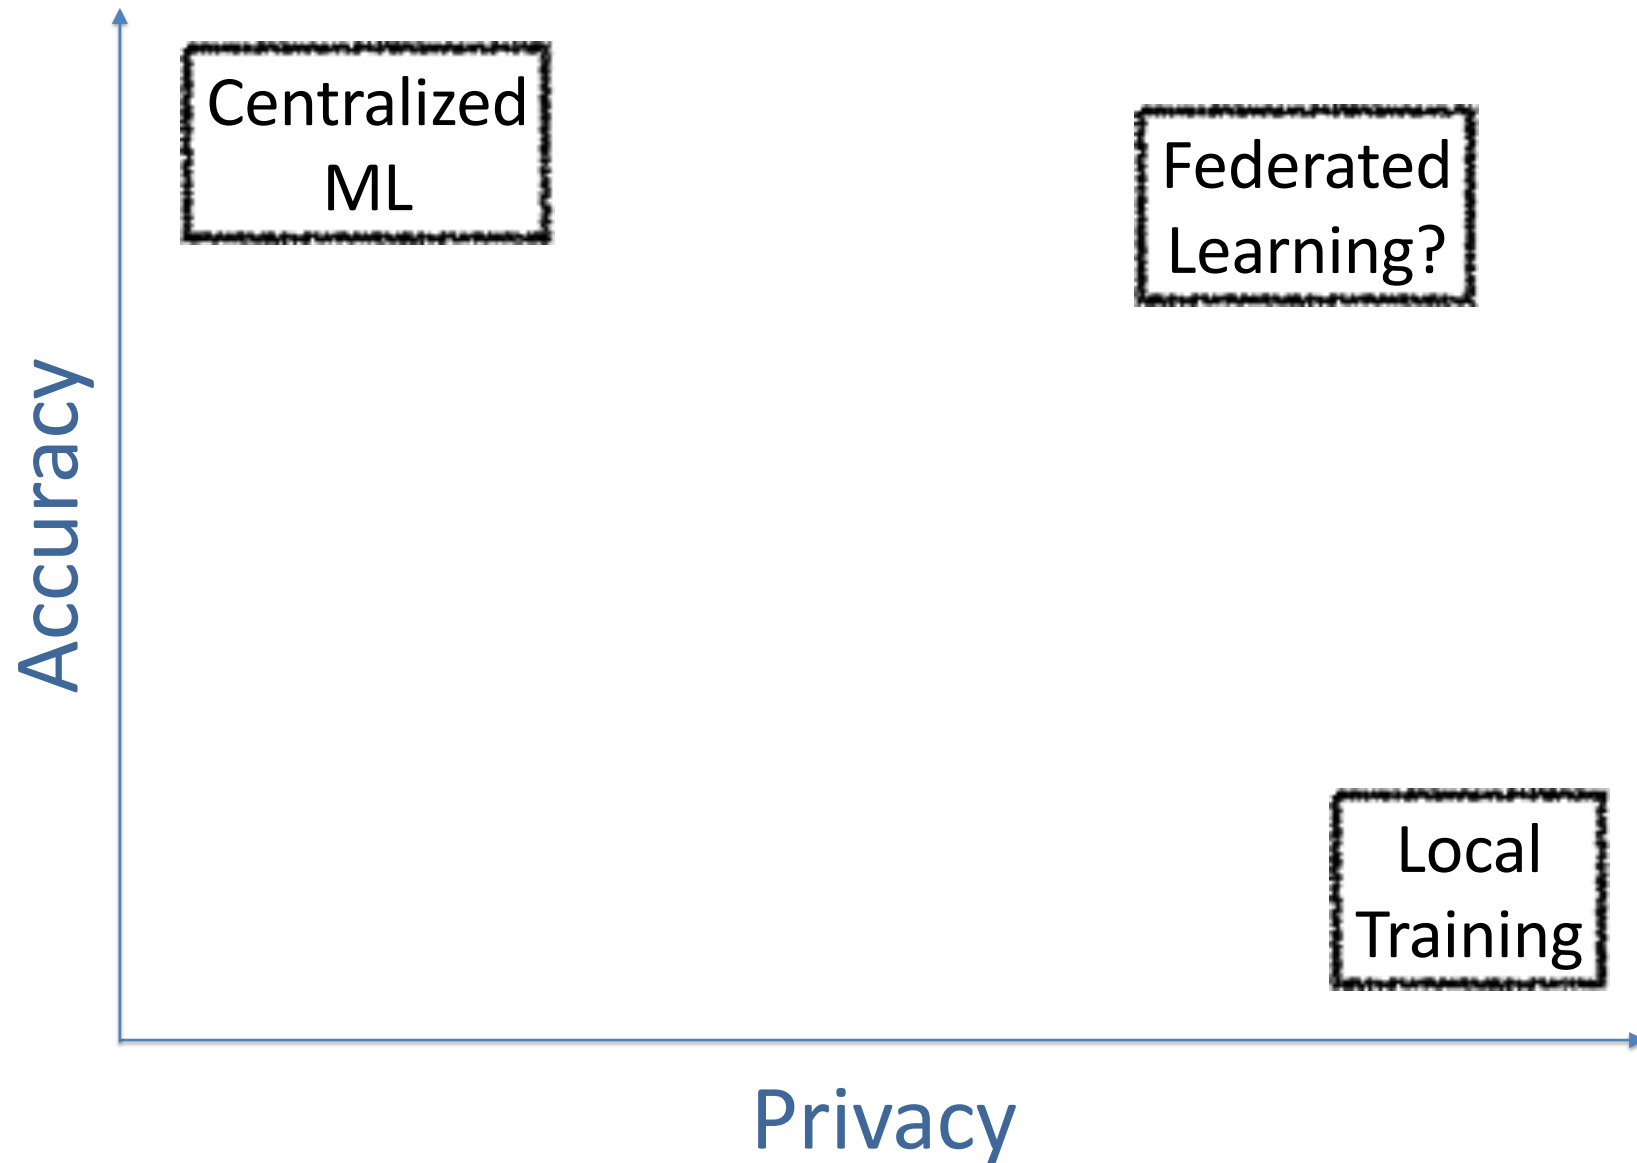 Centralized
ML
Federated
Learning?
Accuracy
Local
Training
Privacy